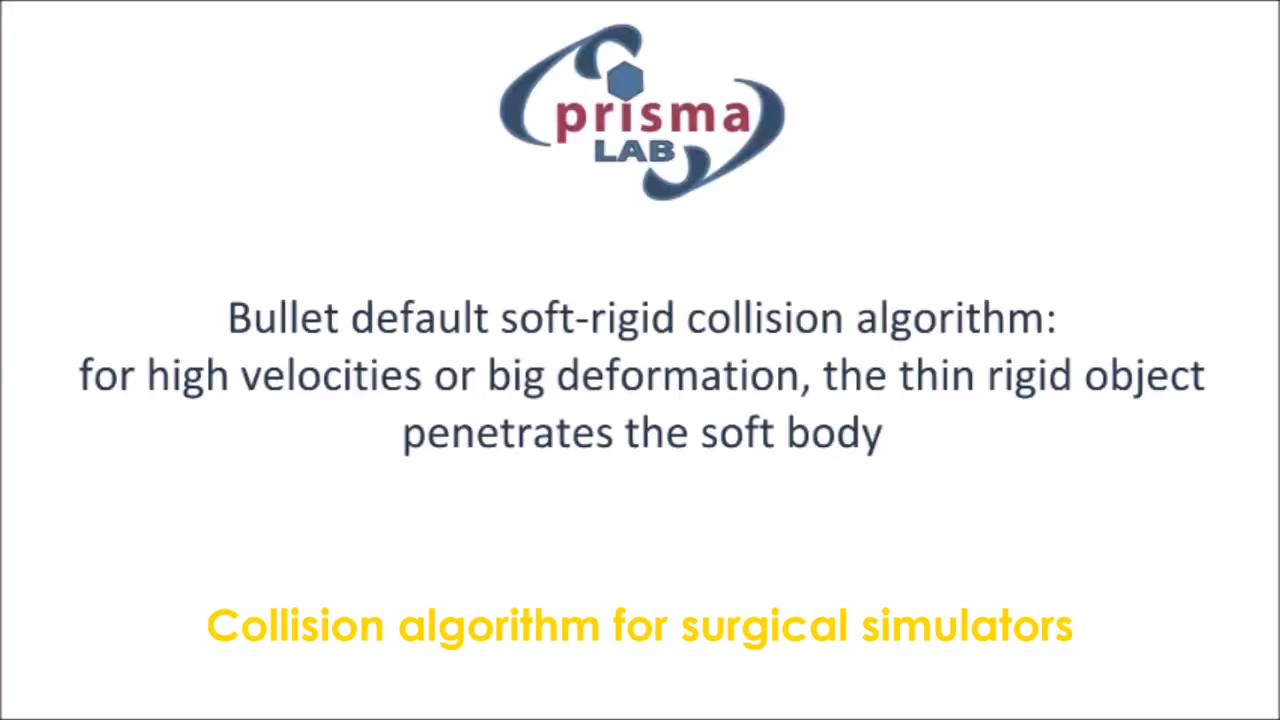 prisma
LAB
Bullet default soft-rigid collision algorithm:
for high velocities or big deformation, the thin rigid object
penetrates the soft body
Collision algorithm for surgical simulators